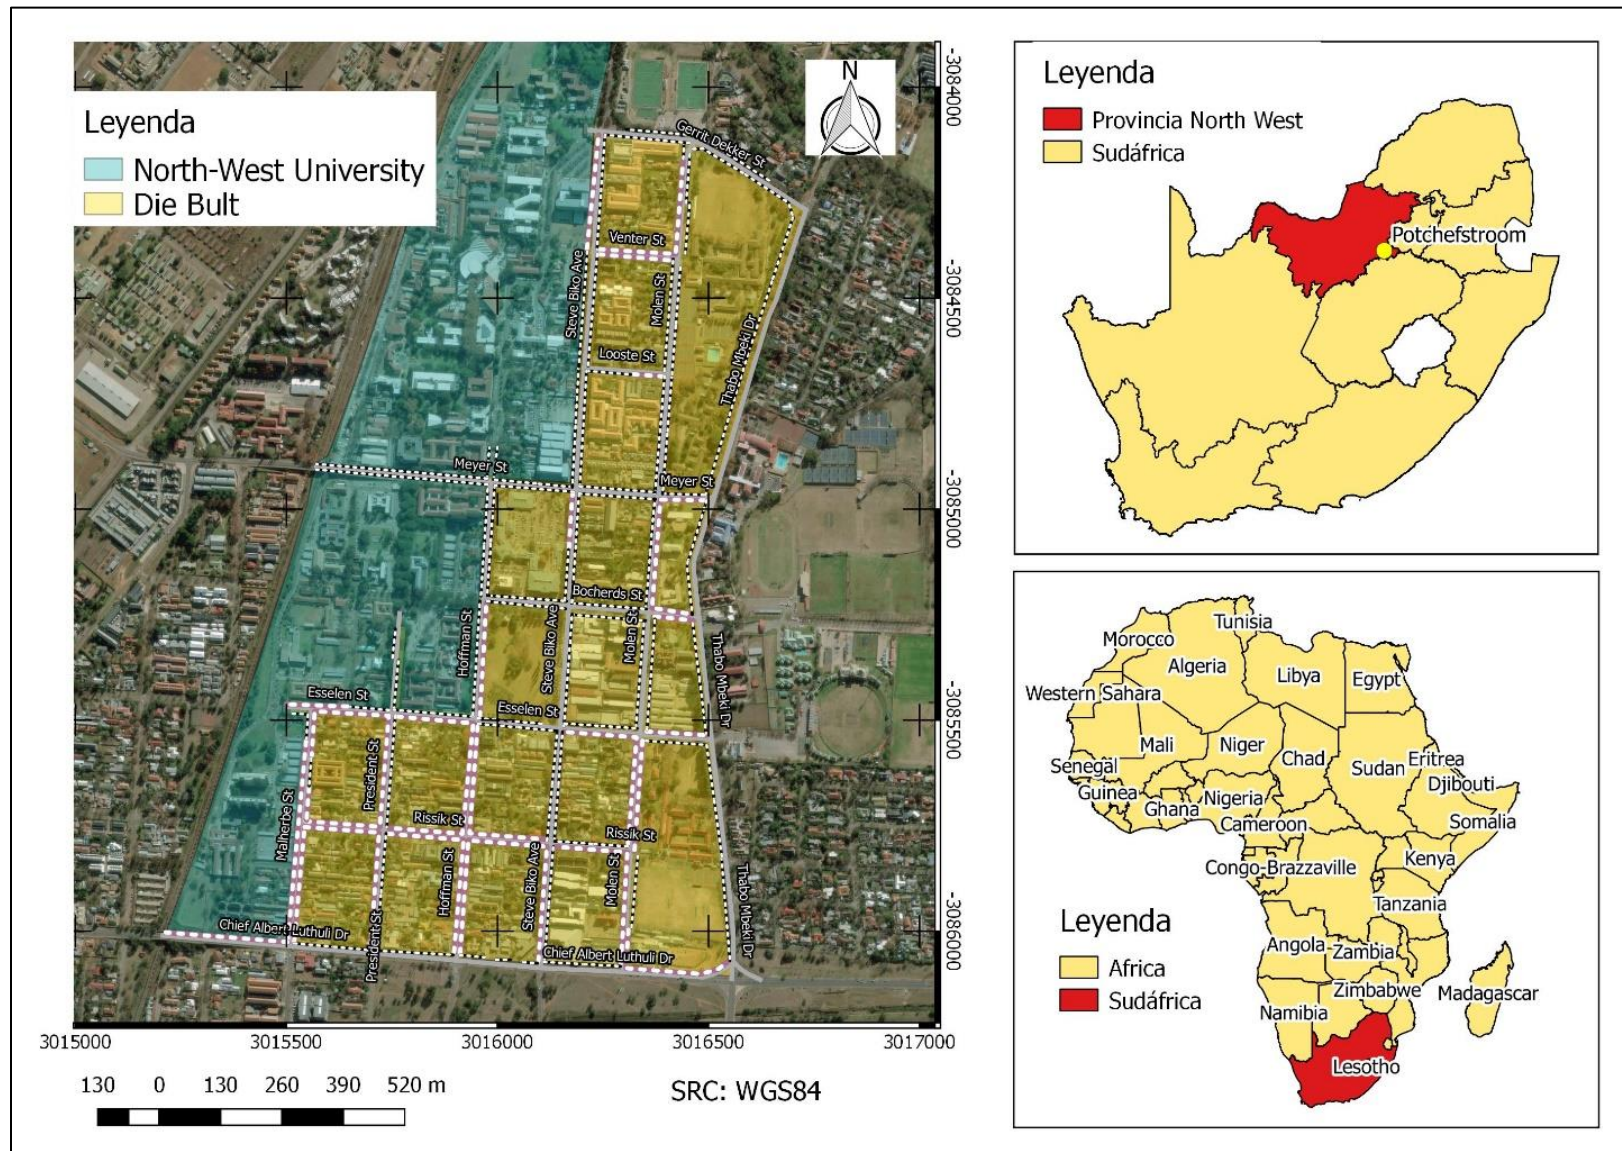 Leyenda
North-West University
Die Bult
N
Gerrit Dekker St
Venter St
Steve Biko Ave
Molen St
Looste St
Thabo Mbeki Dr
Meyer St
Meyer St
Bocherds St
Hoffman St
Steve Biko Ave
Molen St
Thabo Mbeki Dr
Esselen St
Esselen St
President St
Malherbe St
Rissik St
Rissik St
Hoffman St
Steve Biko Ave
Molen St
Thabo Mbeki Dr
President St
Chief Albert Luthuli Dr
Chief Albert Luthuli Dr
-3084000
-3084500
-3085000
-3085500
-3086000
3015000
3015500
3016000
3016500
3017000
130
0
130
260
390
520 m
SRC: WGS84
Leyenda
Provincia North West
Sudáfrica
Potchefstroom
Tunisia
Morocco
Algeria
Libya
Egypt
Western Sahara
Mali
Niger
Chad
Sudan
Eritrea
Senegal
Djibouti
Guinea
Ghana
Nigeria
Cameroon
Somalia
Congo-Brazzaville
Kenya
Tanzania
Angola
Zambia
Zimbabwe
Namibia
Madagascar
Lesotho
Leyenda
Africa
Sudáfrica